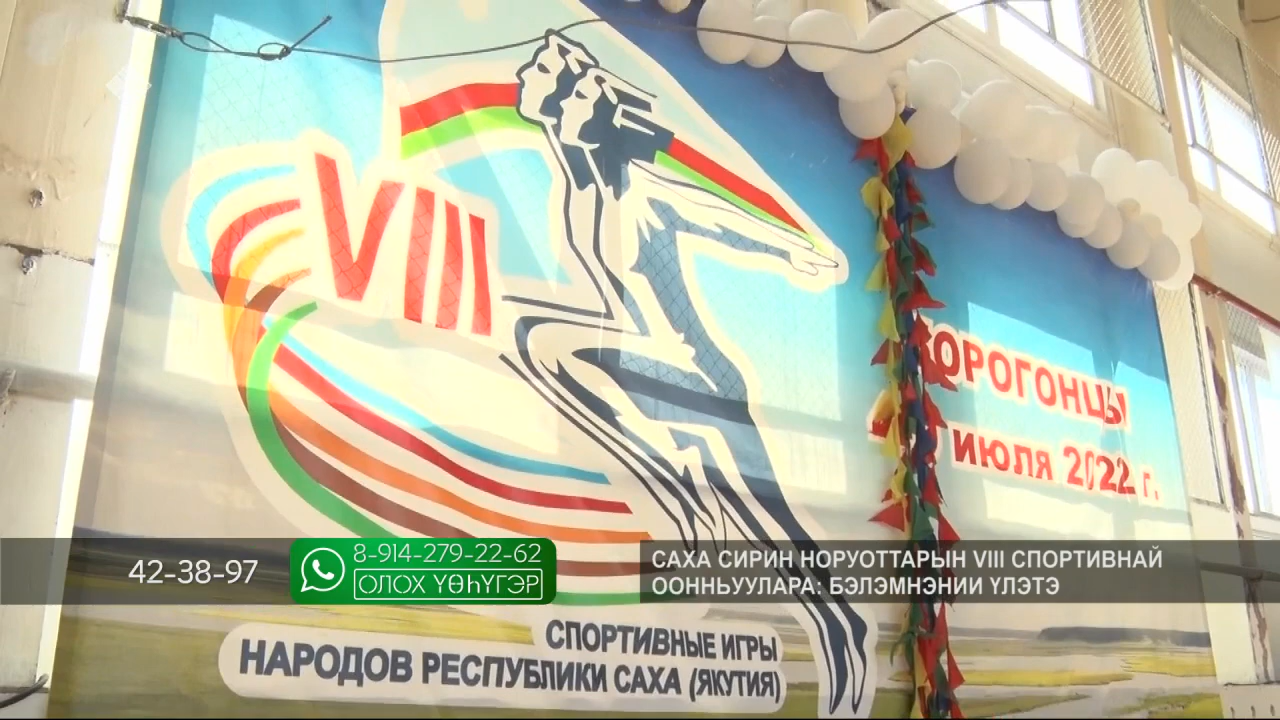 VIII
ИЮЛЯ 2022 г.
42-38-97
8-914-279-22-62
ОЛОХ ҮӨҺҮГЭР
САХА СИРИН НОРУОТТАРЫН VIII СПОРТИВНАЙ
ООННЬУУЛАРА: БЭЛЭМНЭНИИ ҮЛЭТЭ
СПОРТИВНЫЕ ИГРЫ
НАРОДОВ РЕСПУБЛИКИ САХА (ЯКУТИЯ)